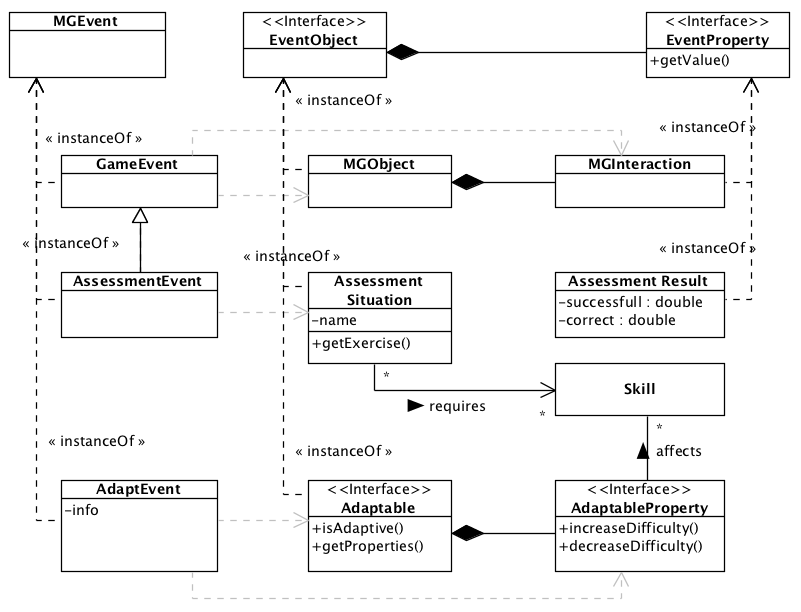 MGEvent
<<Interface>>
EventObject
<<Interface>>
EventProperty
+getValue()
« instanceOf »
« instanceOf »
« instanceOf »
GameEvent
MGObject
MGInteraction
« instanceOf »
« instanceOf »
« instanceOf »
AssessmentEvent
Assessment
Situation
-name
+getExercise()
Assessment Result
-successfull : double
-correct : double
*
requires
*
Skill
*
affects
« instanceOf »
« instanceOf »
AdaptEvent
-info
<<Interface>>
Adaptable
+isAdaptive()
+getProperties()
<<Interface>>
AdaptableProperty
+increaseDifficulty()
+decreaseDifficulty()